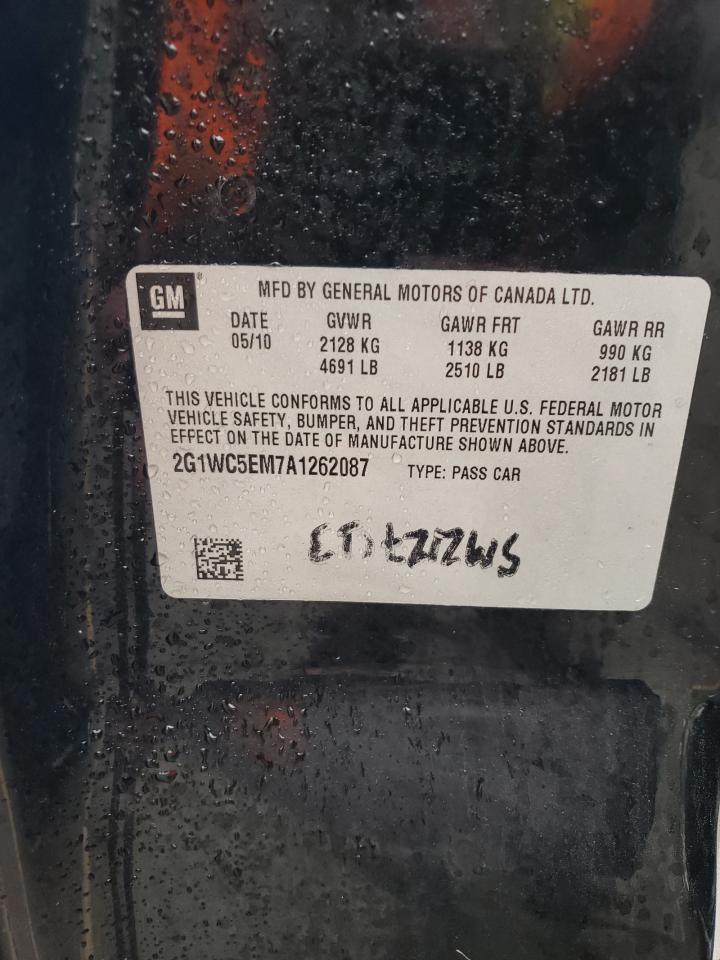 GM ® MFD BY GENERAL MOTORS OF CANADA LTD.
DATE GVWR GAWR FRT GAWR RR
05/10 2128 KG 1138 KG 990 KG
4691 LB 2510 LB 2181 LB
THIS VEHICLE CONFORMS TO ALL APPLICABLE U.S. FEDERAL MOTOR
VEHICLE SAFETY, BUMPER, AND THEFT PREVENTION STANDARDS IN
EFFECT ON THE DATE OF MANUFACTURE SHOWN ABOVE.
2G1WC5EM7A1262087 TYPE: PASS CAR